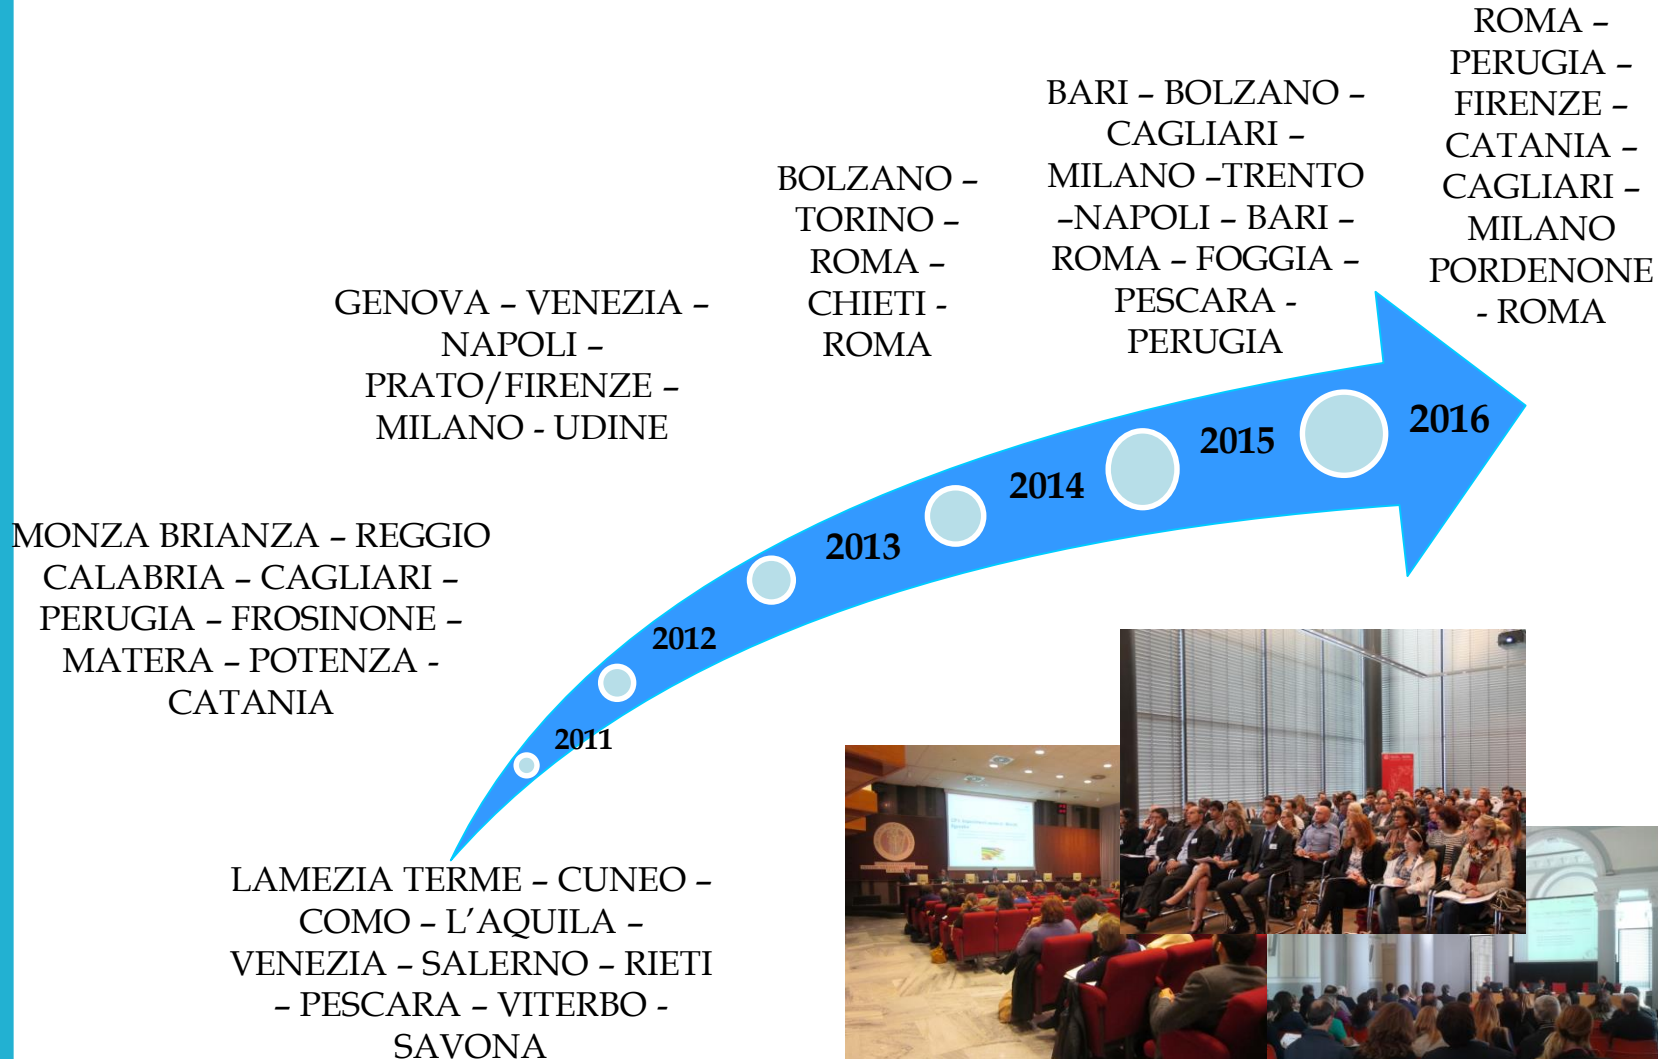 LAMEZIA TERME – CUNEO –
COMO – L’AQUILA –
VENEZIA – SALERNO – RIETI
– PESCARA – VITERBO -
SAVONA
2011
MONZA BRIANZA – REGGIO
CALABRIA – CAGLIARI –
PERUGIA – FROSINONE –
MATERA – POTENZA -
CATANIA
2012
GENOVA – VENEZIA –
NAPOLI –
PRATO/FIRENZE –
MILANO - UDINE
2013
BOLZANO –
TORINO –
ROMA –
CHIETI -
ROMA
2014
BARI – BOLZANO –
CAGLIARI –
MILANO –TRENTO
–NAPOLI – BARI –
ROMA – FOGGIA –
PESCARA -
PERUGIA
2015
ROMA –
PERUGIA –
FIRENZE –
CATANIA –
CAGLIARI –
MILANO
PORDENONE
- ROMA
2016